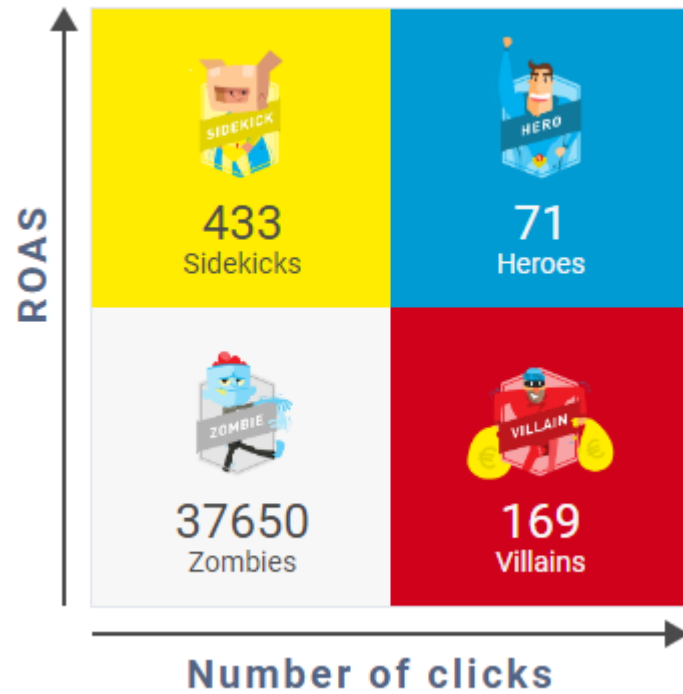 ROAS
SIDEKICK
433
Sidekicks
HERO
71
Heroes
ZOMBIE
37650
Zombies
VILLAIN
€ €
169
Villains
Number of clicks